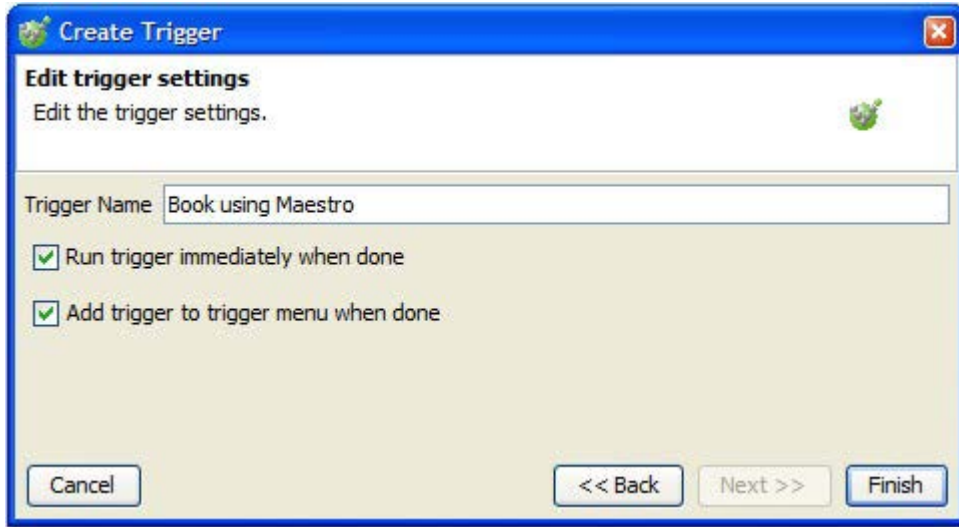 Create Trigger
Edit trigger settings
Edit the trigger settings.
Trigger Name Book using Maestro
Run trigger immediately when done
Add trigger to trigger menu when done
Cancel << Back Next >> Finish